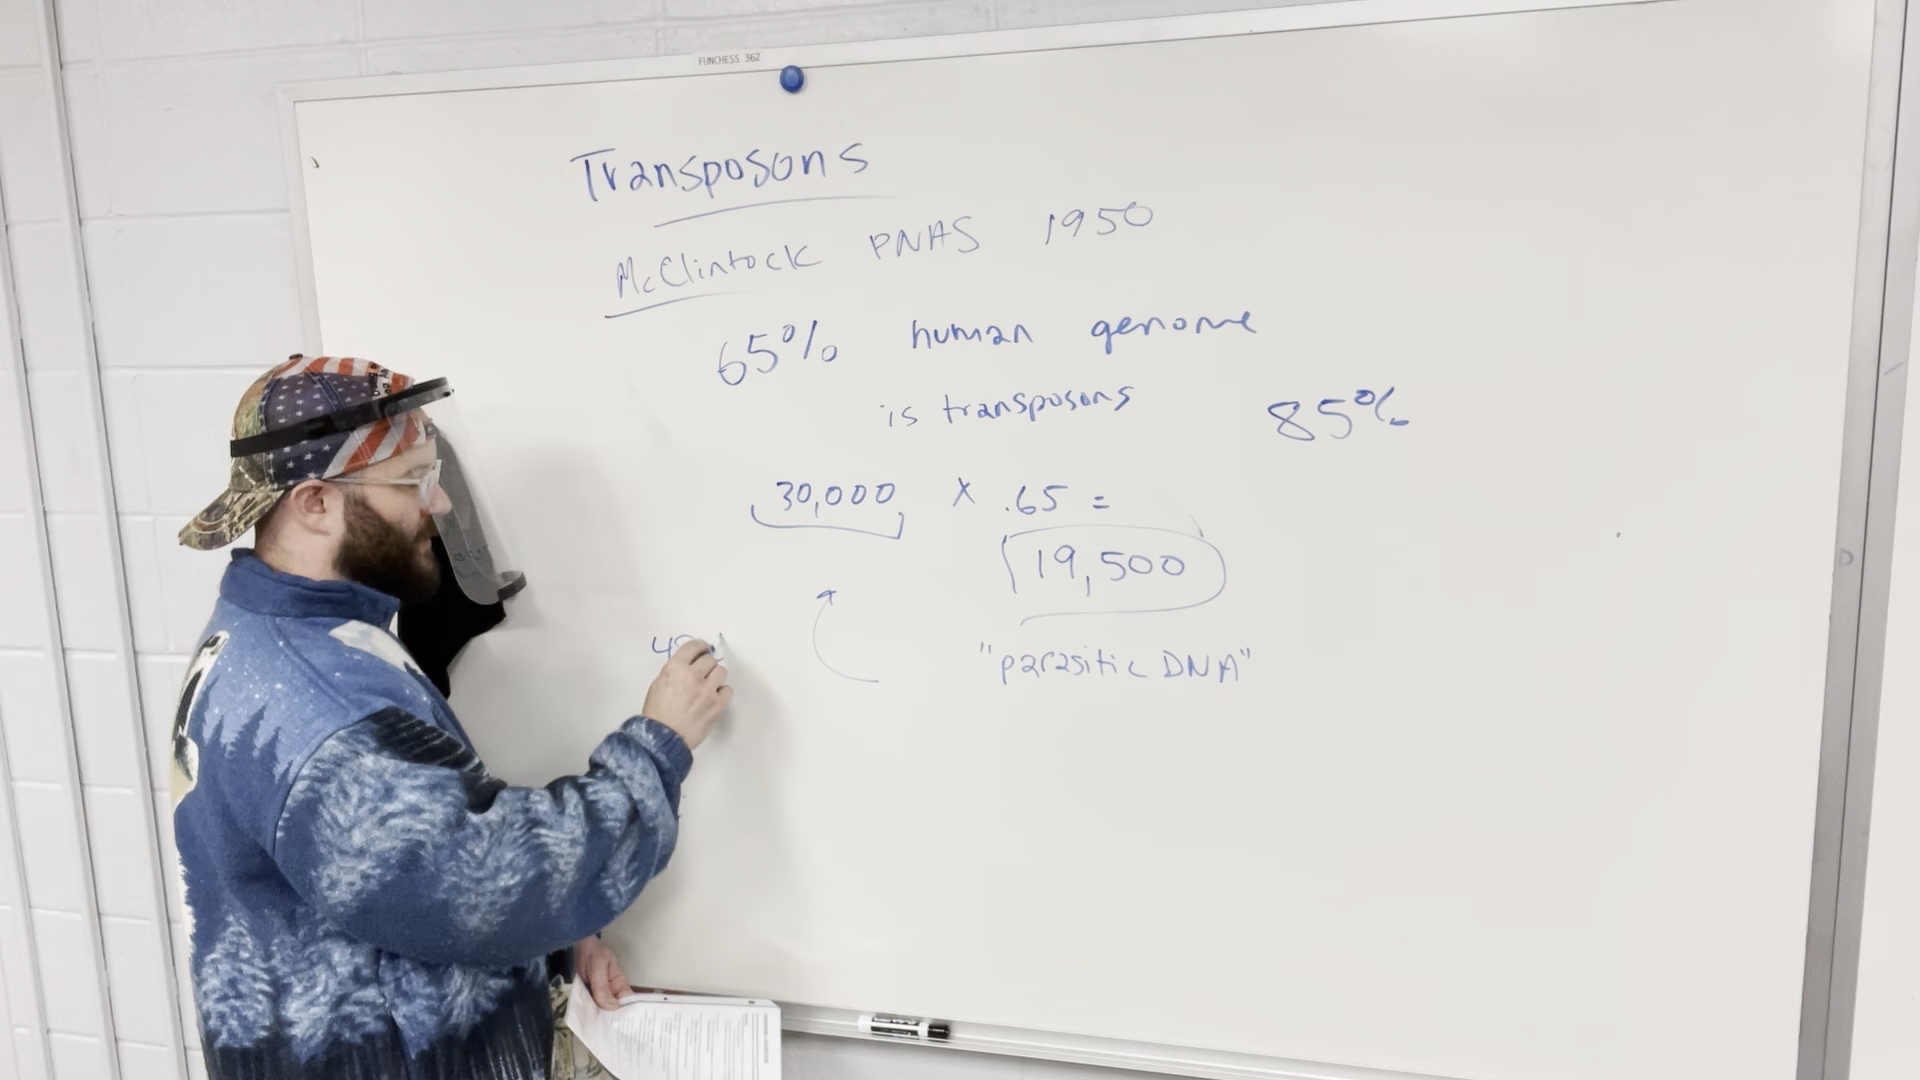 FUNCHESS 362
Transposons
McClintock PNAS 1950
65% human genome
is transposons
85%
30,000 x .65 =
19,500
"parasitic DNA"